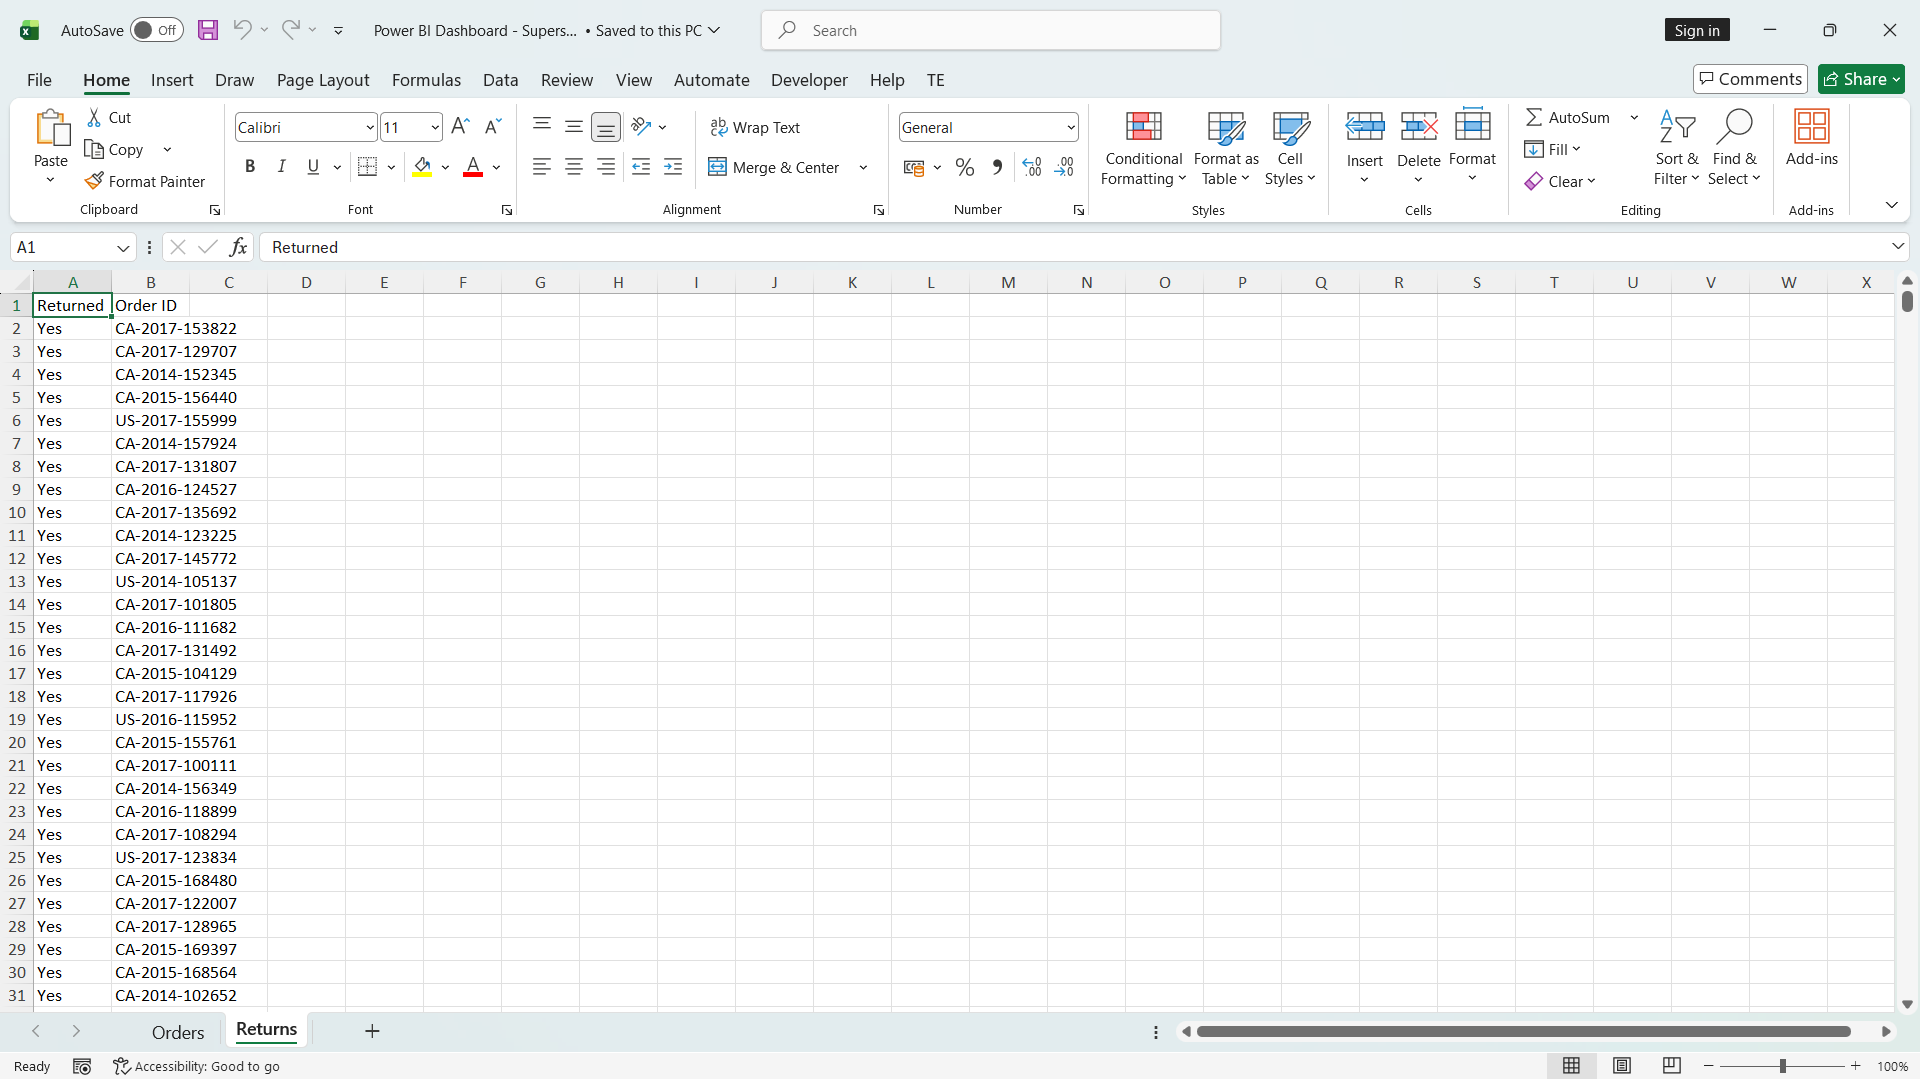 AutoSave Off Power BI Dashboard - Supers... • Saved to this PC Search Sign in
File Home Insert Draw Page Layout Formulas Data Review View Automate Developer Help TE Comments Share
Paste Cut Copy Format Painter Clipboard
Calibri 11 B I U A Font
ab Wrap Text Merge & Center Alignment
General % Number
Conditional Formatting Format as Table Cell Styles Styles
Insert Delete Format Cells
AutoSum Fill Clear Sort & Filter Find & Select Editing
Add-ins Add-ins
A1 fx Returned
A B C D E F G H I J K L M N O P Q R S T U V W X
1 Returned Order ID
2 Yes CA-2017-153822
3 Yes CA-2017-129707
4 Yes CA-2014-152345
5 Yes CA-2015-156440
6 Yes US-2017-155999
7 Yes CA-2014-157924
8 Yes CA-2017-131807
9 Yes CA-2016-124527
10 Yes CA-2017-135692
11 Yes CA-2014-123225
12 Yes CA-2017-145772
13 Yes US-2014-105137
14 Yes CA-2017-101805
15 Yes CA-2016-111682
16 Yes CA-2017-131492
17 Yes CA-2015-104129
18 Yes CA-2017-117926
19 Yes US-2016-115952
20 Yes CA-2015-155761
21 Yes CA-2017-100111
22 Yes CA-2014-156349
23 Yes CA-2016-118899
24 Yes CA-2017-108294
25 Yes US-2017-123834
26 Yes CA-2015-168480
27 Yes CA-2017-122007
28 Yes CA-2017-128965
29 Yes CA-2015-169397
30 Yes CA-2015-168564
31 Yes CA-2014-102652
Orders Returns
Ready Accessibility: Good to go 100%